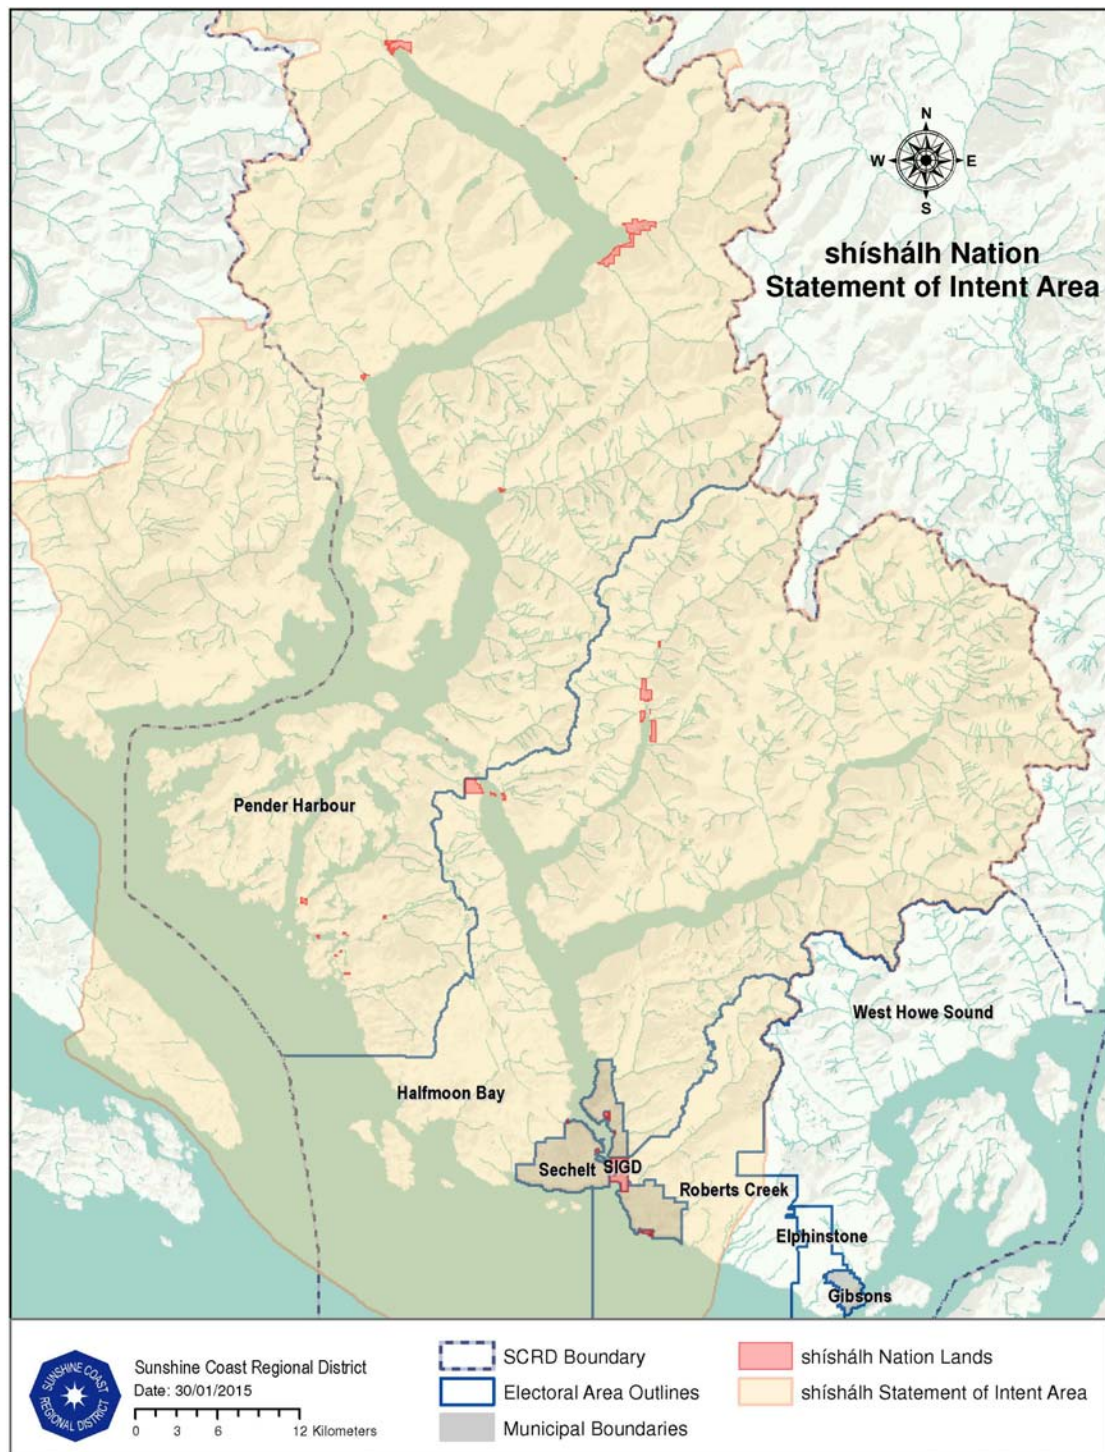 N
W E
S
shíshálh Nation
Statement of Intent Area
Pender Harbour
West Howe Sound
Halfmoon Bay
Sechelt
SIGD
Roberts Creek
Elphinstone
Gibsons
SUNSHINE COAST
REGIONAL DISTRICT
Sunshine Coast Regional District
Date: 30/01/2015
0 3 6 12 Kilometers
SCRD Boundary
Electoral Area Outlines
Municipal Boundaries
shíshálh Nation Lands
shíshálh Statement of Intent Area